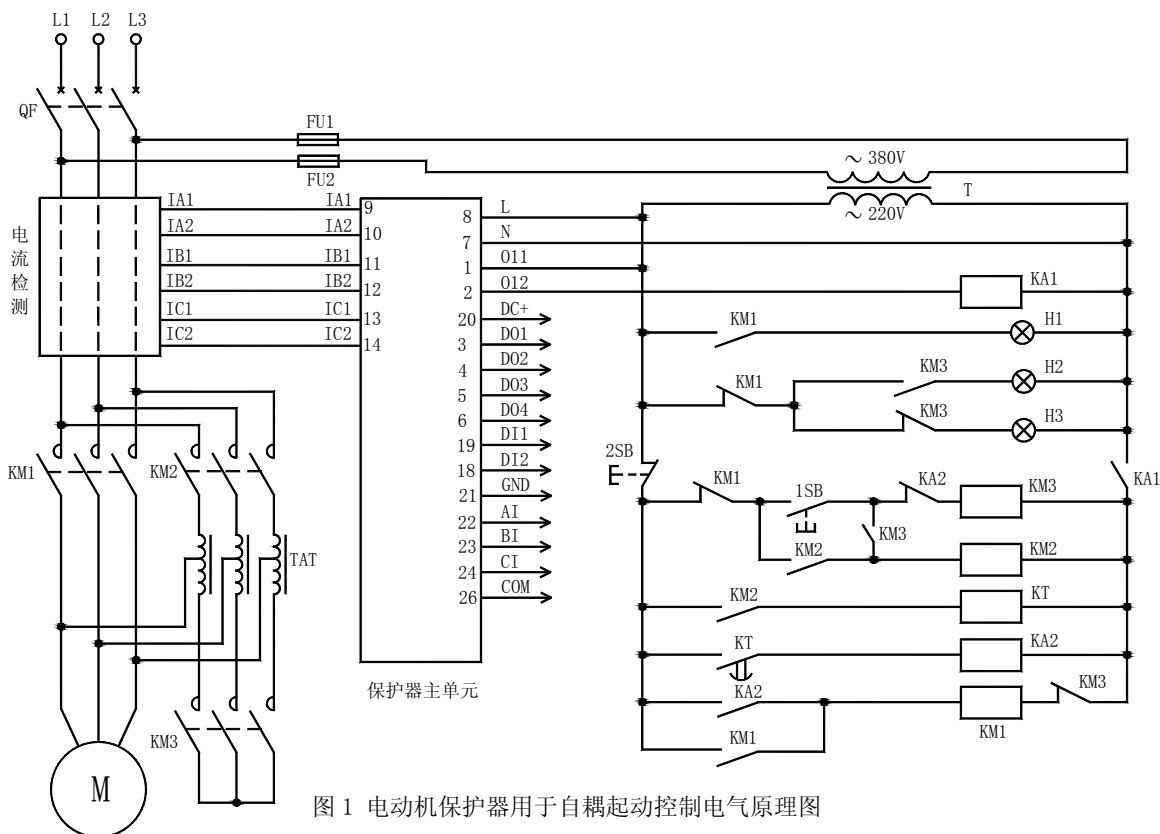 L1 L2 L3
QF
FU1
FU2
～380V
T
～220V
电流检测
IA1 IA1 9
IA2 IA2 10
IB1 IB1 11
IB2 IB2 12
IC1 IC1 13
IC2 IC2 14
8 L
7 N
1 O11
2 O12
20 DC+
3 DO1
4 DO2
5 DO3
6 DO4
19 DI1
18 DI2
21 GND
22 AI
23 BI
24 CI
26 COM
保护器主单元
KA1
KM1 H1
KM1 KM3 H2
KM3 H3
2SB
KA1
KM1 1SB KA2 KM3
KM2 KM3 KM2
KM2 KT
KT KA2
KA2 KM1 KM3
KM1
KM1 KM2
TAT
KM3
M
图 1 电动机保护器用于自耦起动控制电气原理图